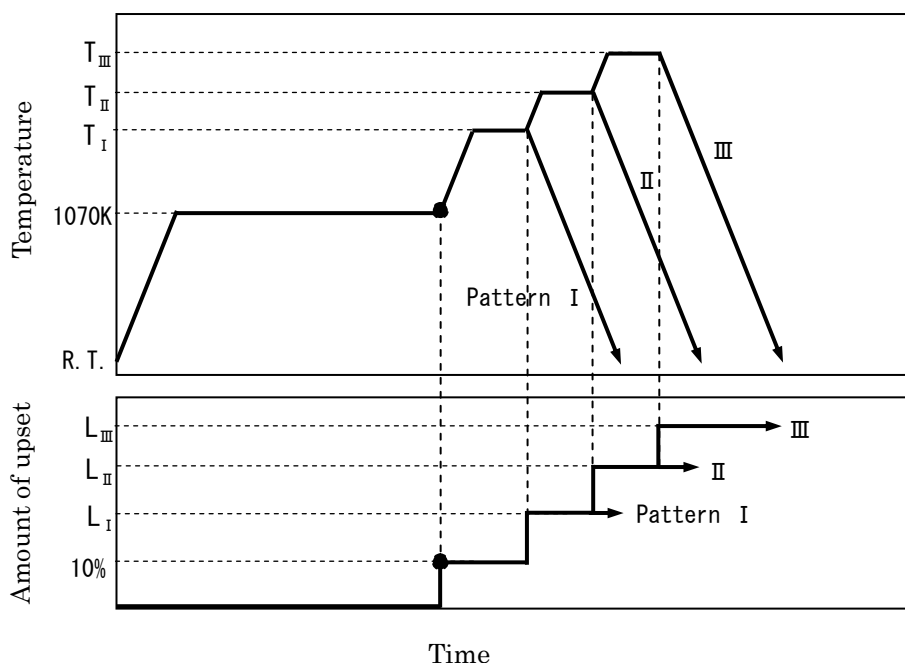 Temperature
TⅢ
TⅡ
TⅠ
1070K
R.T.
Ⅲ
Ⅱ
Pattern Ⅰ
Amount of upset
LⅢ
LⅡ
LⅠ
10%
Ⅲ
Ⅱ
Pattern Ⅰ
Time